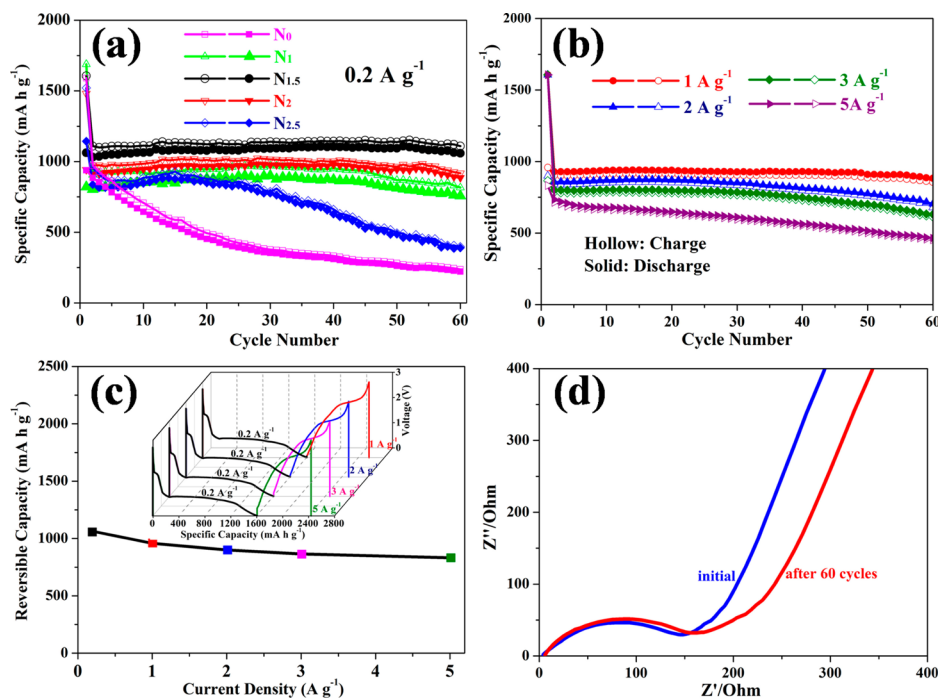 (a)
N0
N1
N1.5
N2
N2.5
0.2 A g-1
2000
1500
1000
500
0
0 10 20 30 40 50 60
Specific Capacity (mA h g-1)
Cycle Number
(b)
1 A g-1
2 A g-1
3 A g-1
5A g-1
Hollow: Charge
Solid: Discharge
2000
1500
1000
500
0
0 10 20 30 40 50 60
Specific Capacity (mA h g-1)
Cycle Number
(c)
2500
2000
1500
1000
500
0
0 1 2 3 4 5
Reversible Capacity (mA h g-1)
Current Density (A g-1)
3
2
1
0
Voltage (V)
0.2 A g-1
0.2 A g-1
0.2 A g-1
0.2 A g-1
1 A g-1
2 A g-1
3 A g-1
5 A g-1
0 400 800 1200 1600 2000 2400 2800
Specific Capacity (mA h g-1)
(d)
400
300
200
100
0
0 100 200 300 400
Z''/Ohm
Z'/Ohm
initial
after 60 cycles